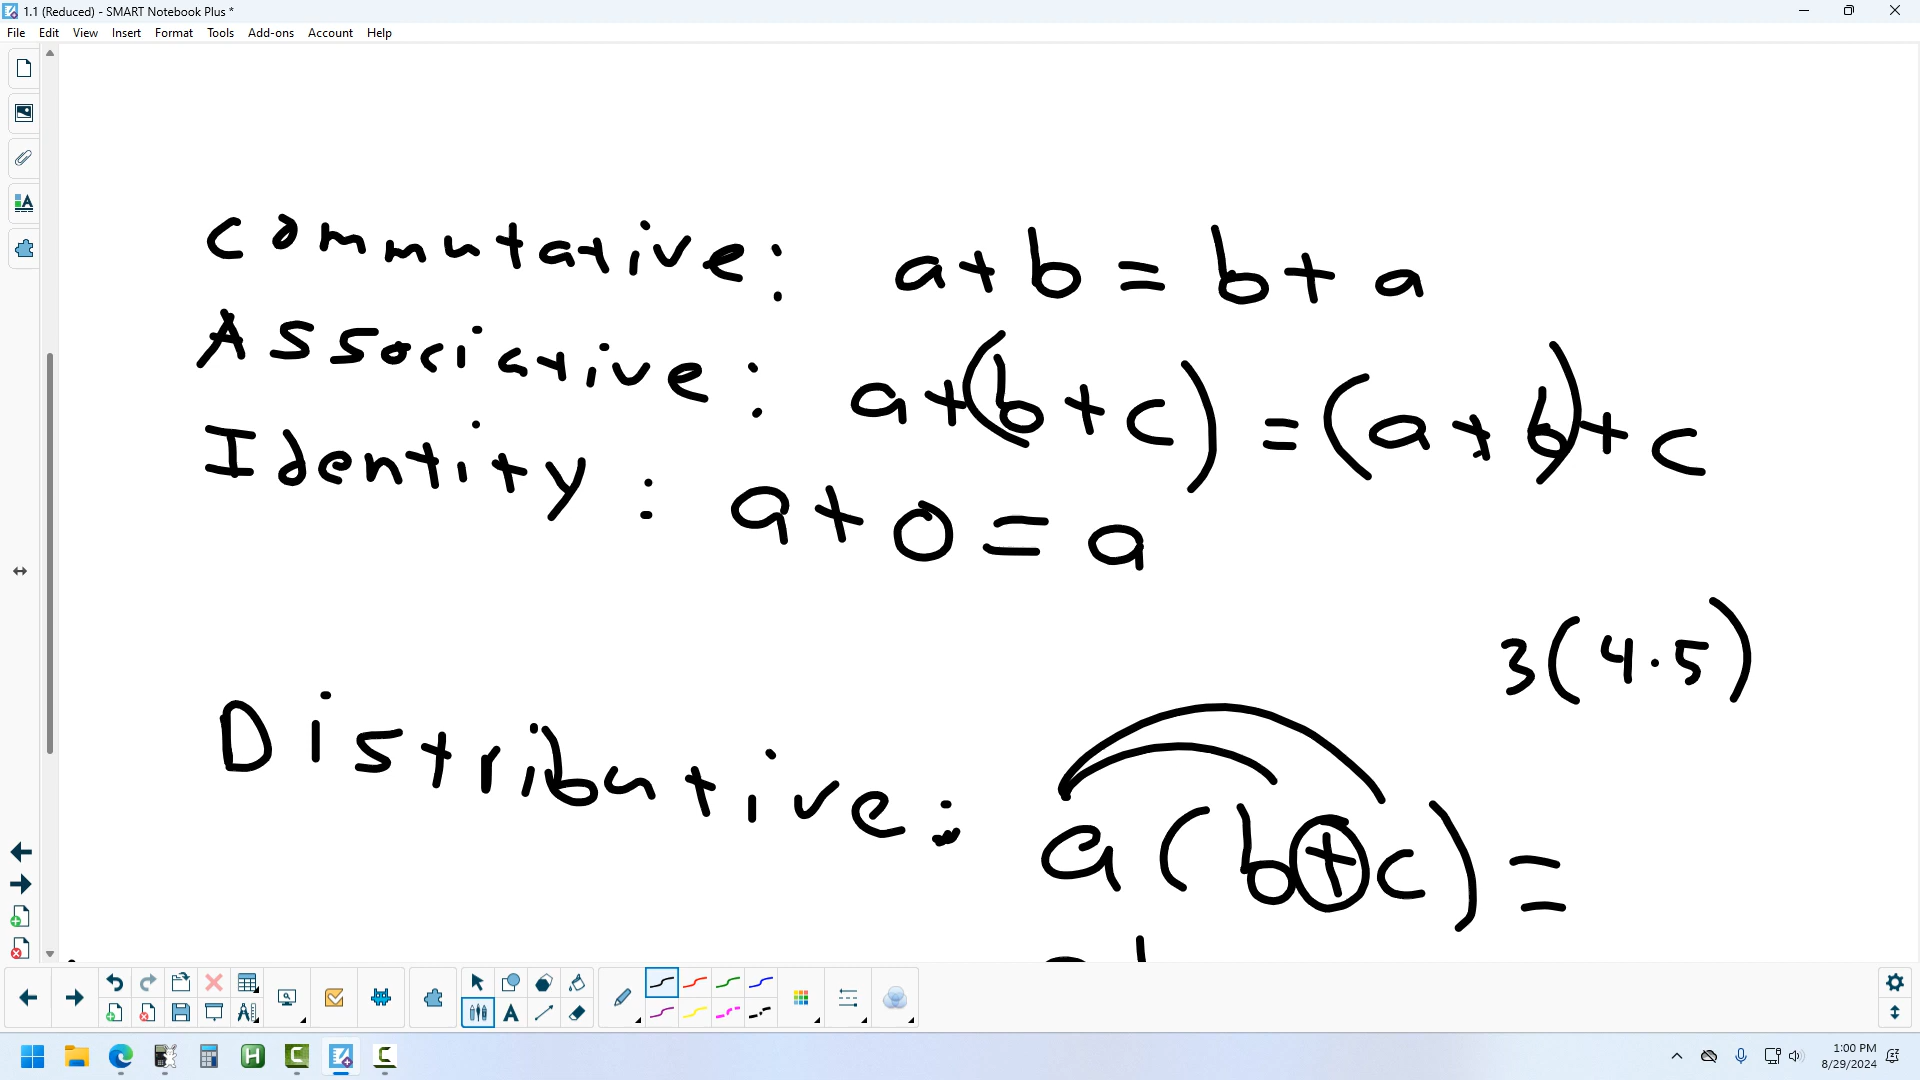 1.1 (Reduced) - SMART Notebook Plus *
File Edit View Insert Format Tools Add-ons Account Help
Commutative: a+b = b+a
Associative: a+(b+c) = (a+b)+c
Identity: a+0=a
3(4·5)
Distributive: a(b+c) =
1:00 PM
8/29/2024